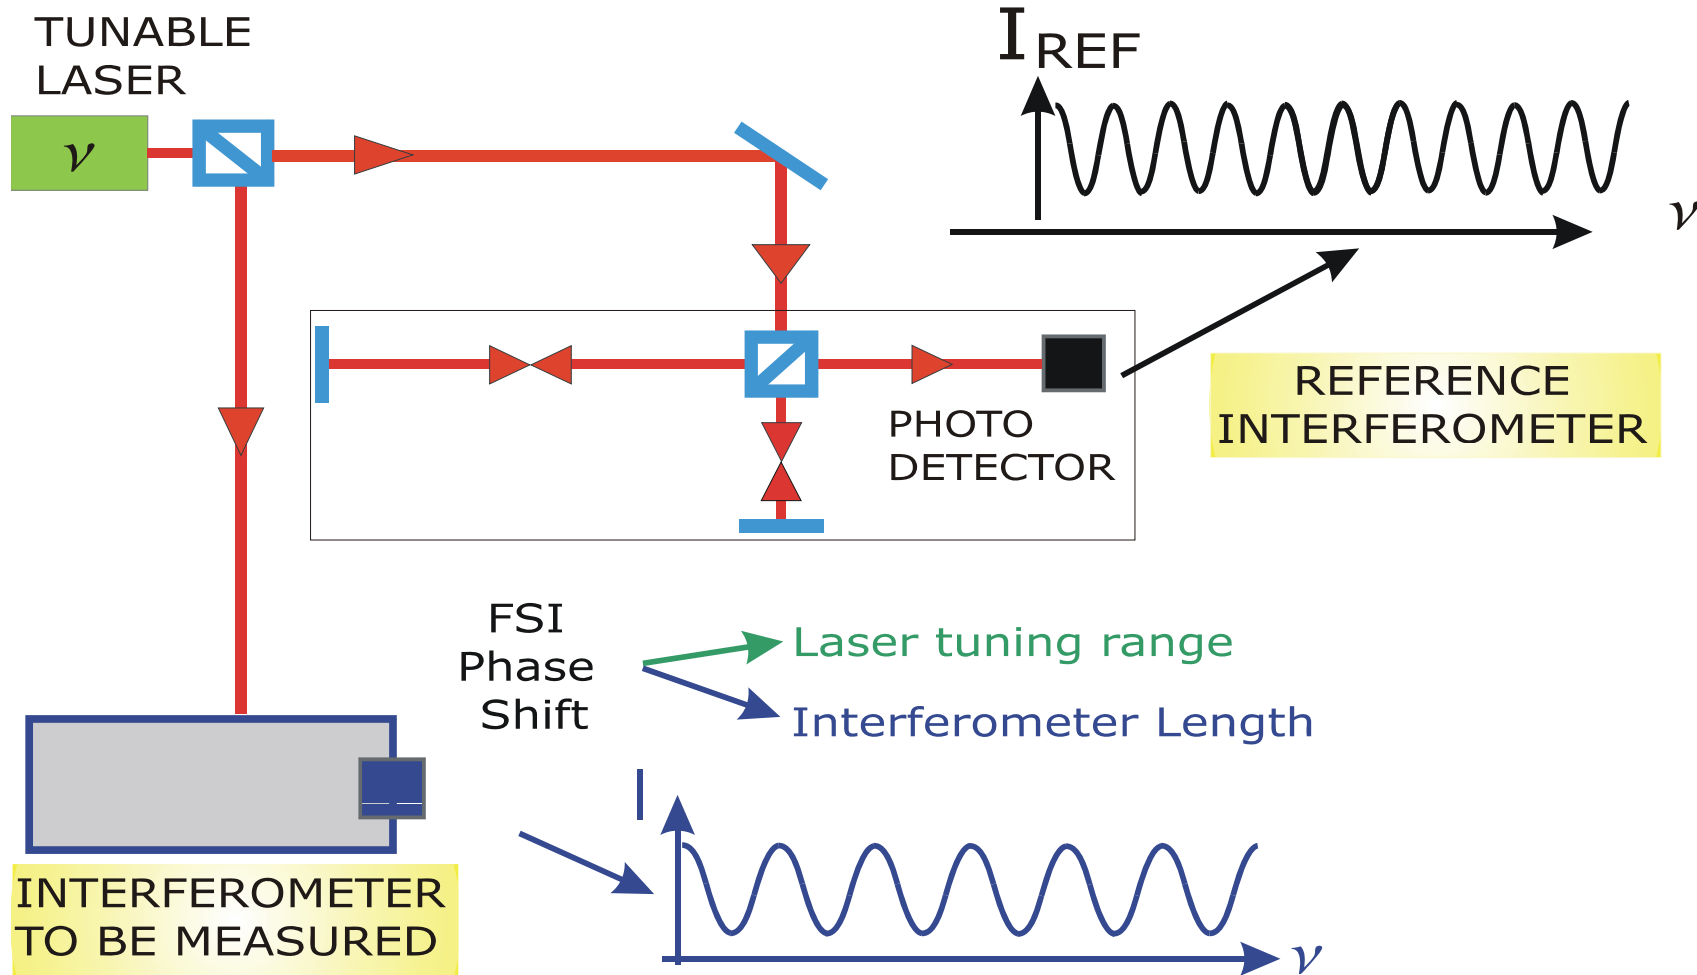 TUNABLE
LASER
ν
I REF
ν
REFERENCE
INTERFEROMETER
PHOTO
DETECTOR
FSI
Phase
Shift
Laser tuning range
Interferometer Length
I
ν
INTERFEROMETER
TO BE MEASURED